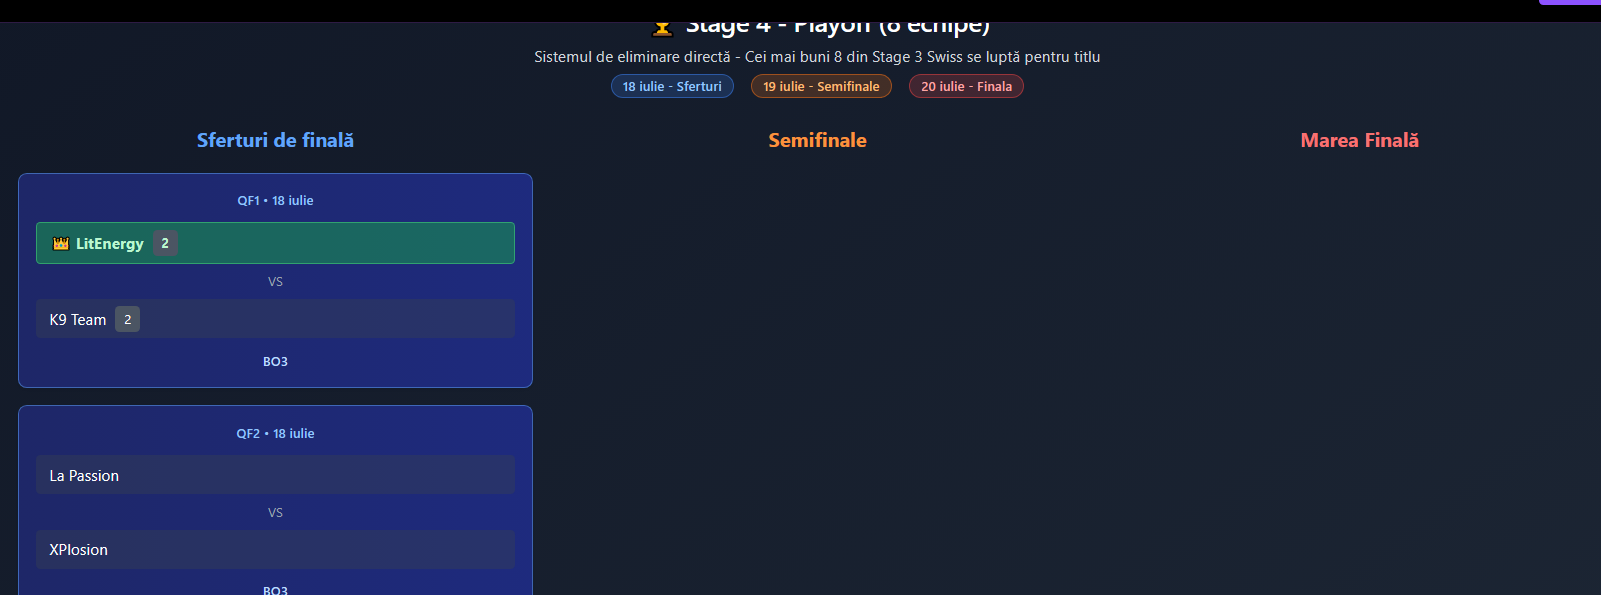 Stage 4 - Playoff (8 echipe)
Sistemul de eliminare directă - Cei mai buni 8 din Stage 3 Swiss se luptă pentru titlu
18 iulie - Sferturi
19 iulie - Semifinale
20 iulie - Finala
Sferturi de finală
Semifinale
Marea Finală
QF1 • 18 iulie
LitEnergy 2
VS
K9 Team 2
BO3
QF2 • 18 iulie
La Passion
VS
XPlosion
BO3